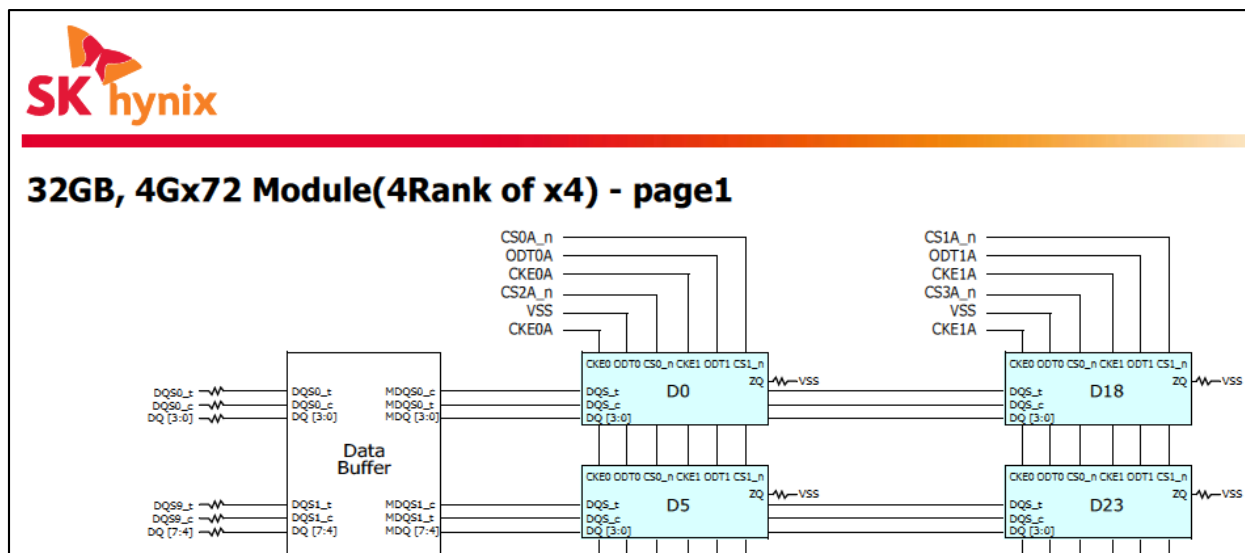 SK hynix
32GB, 4Gx72 Module(4Rank of x4) - page1
CS0A_n
ODT0A
CKE0A
CS2A_n
VSS
CKE0A
CS1A_n
ODT1A
CKE1A
CS3A_n
VSS
CKE1A
CKE0 ODT0 CS0_n CKE1 ODT1 CS1_n
ZQ VSS
D0
DQS_t
DQS_c
DQ [3:0]
CKE0 ODT0 CS0_n CKE1 ODT1 CS1_n
ZQ VSS
D18
DQS_t
DQS_c
DQ [3:0]
DQS0_t
DQS0_c
DQ [3:0]
DQS0_t MDQS0_c
DQS0_c MDQS0_t
DQ [3:0] MDQ [3:0]
Data
Buffer
CKE0 ODT0 CS0_n CKE1 ODT1 CS1_n
ZQ VSS
D5
DQS_t
DQS_c
DQ [3:0]
CKE0 ODT0 CS0_n CKE1 ODT1 CS1_n
ZQ VSS
D23
DQS_t
DQS_c
DQ [3:0]
DQS9_t
DQS9_c
DQ [7:4]
DQS1_t MDQS1_c
DQS1_c MDQS1_t
DQ [7:4] MDQ [7:4]